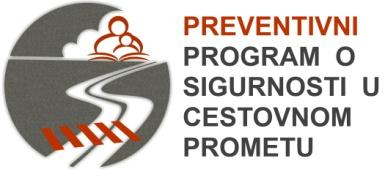 PREVENTIVNI
PROGRAM O
SIGURNOSTI U
CESTOVNOM
PROMETU